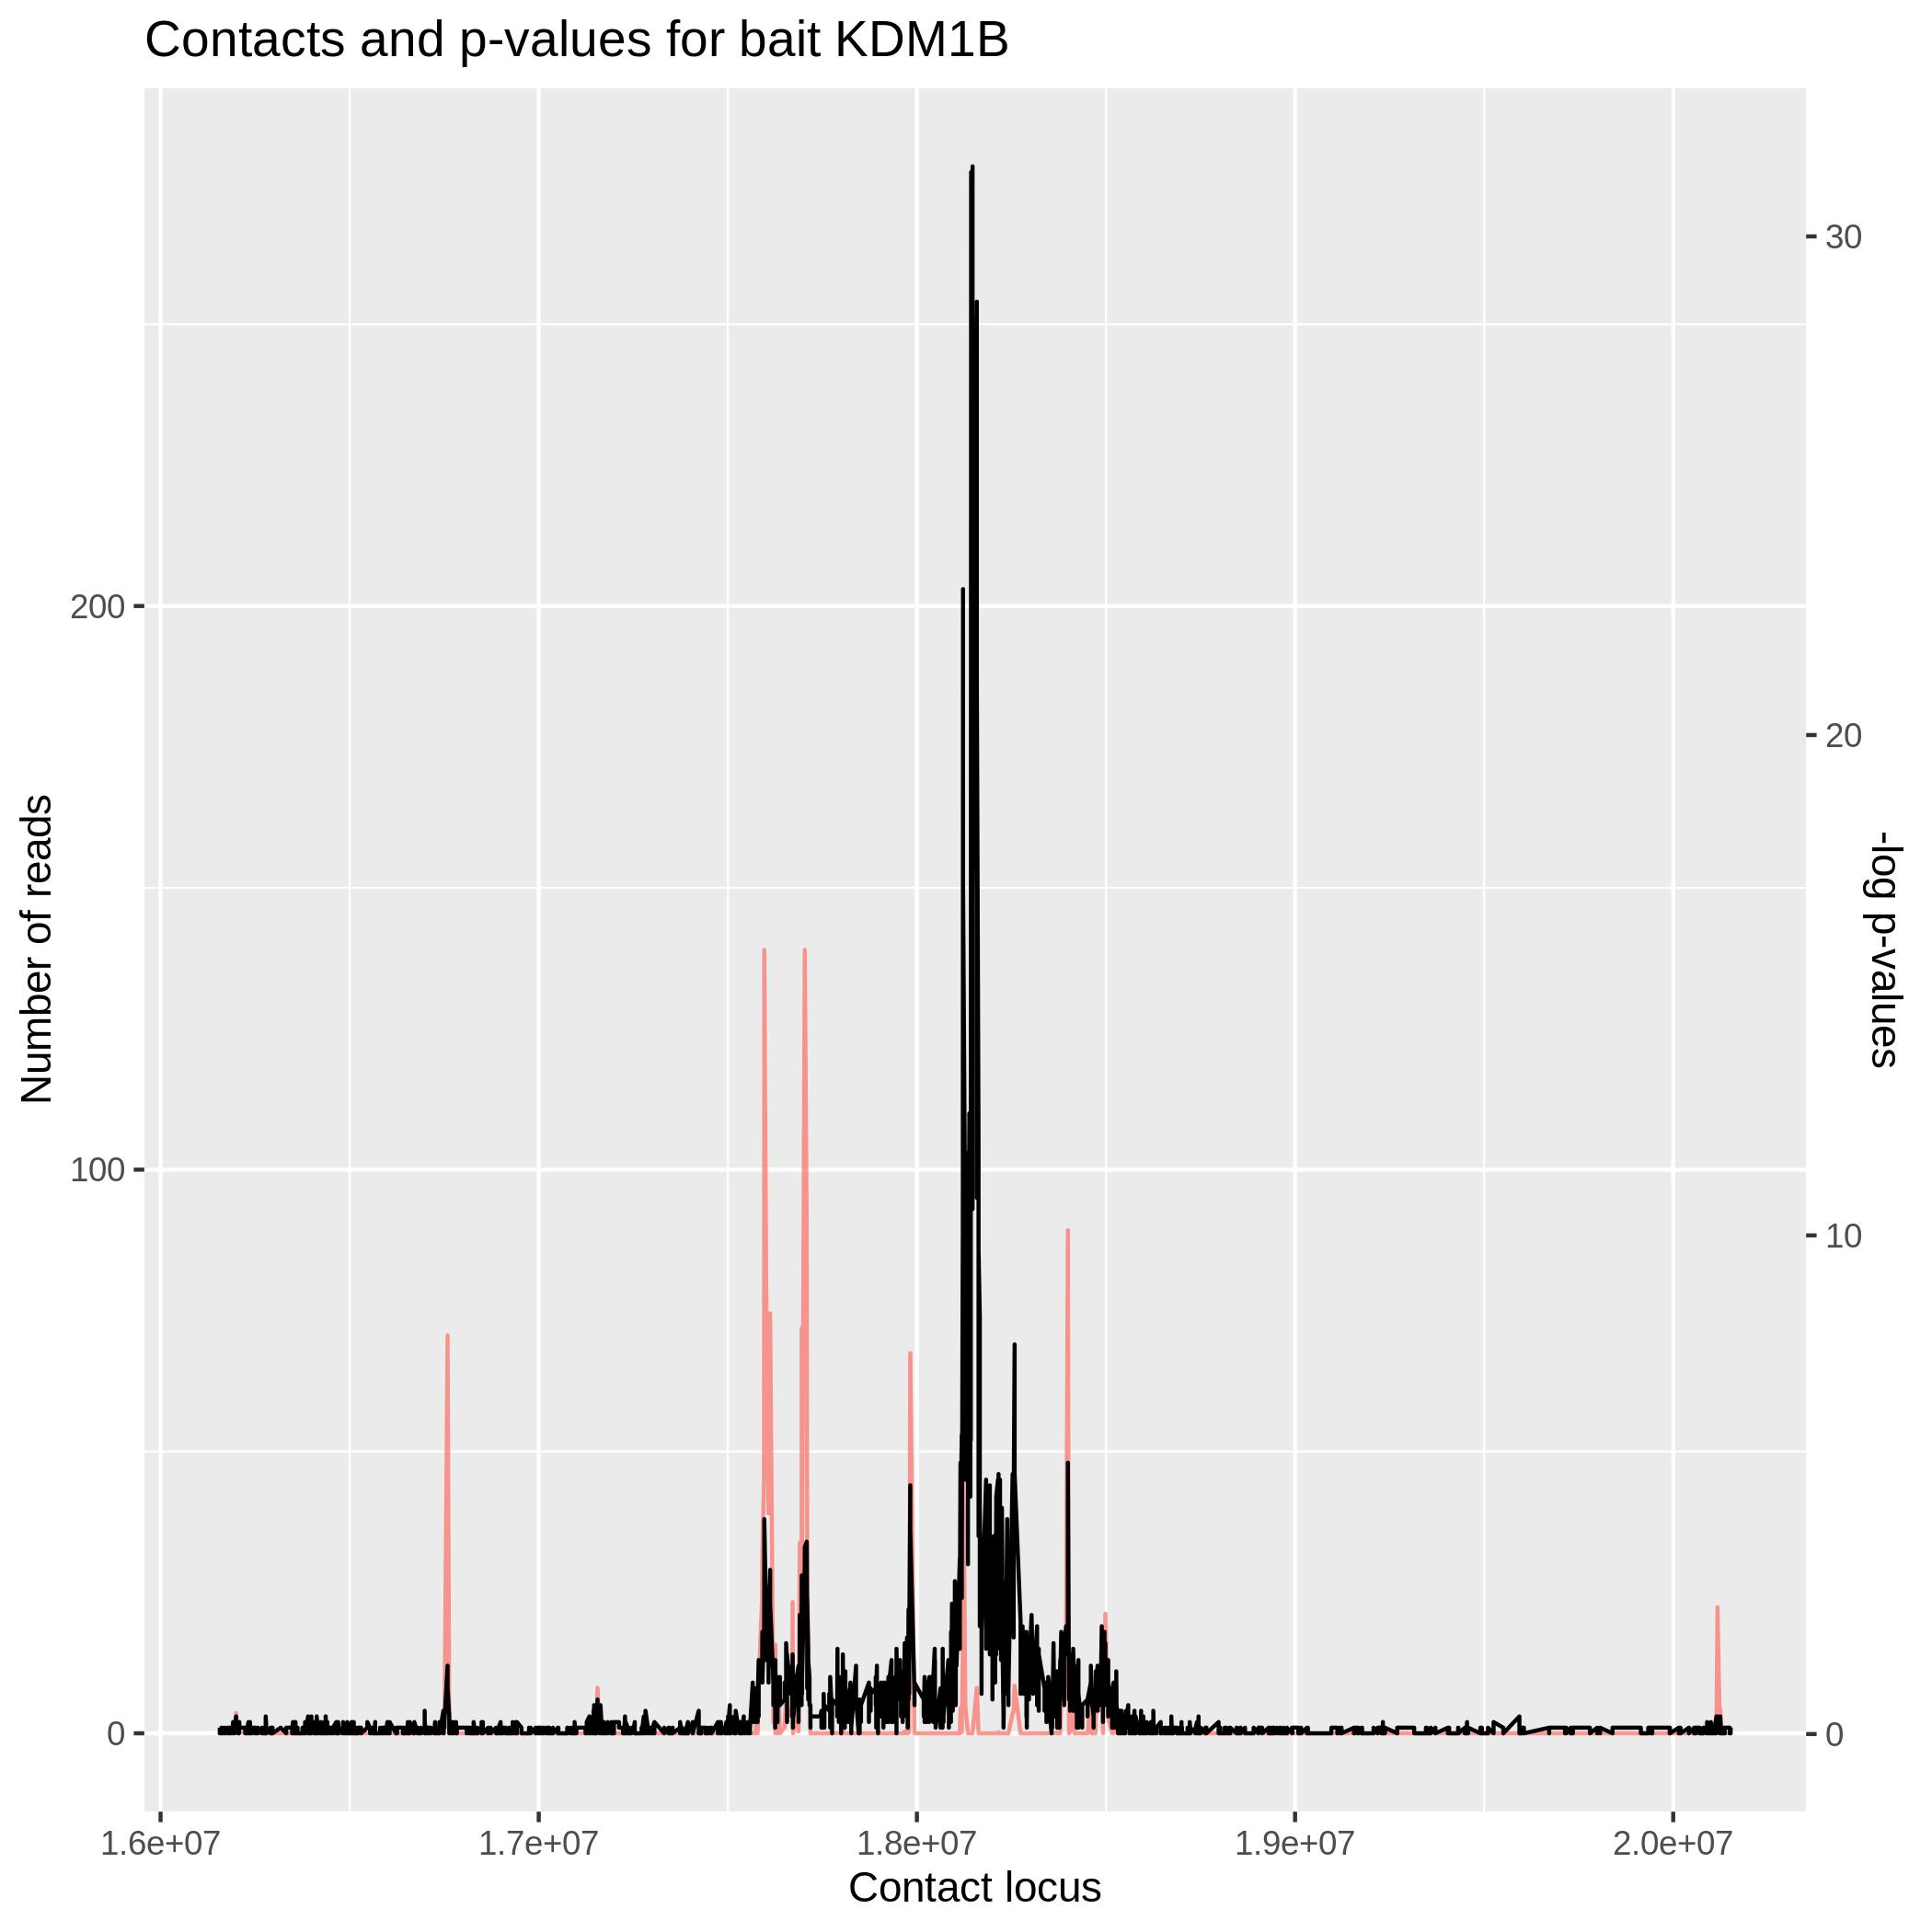 Contacts and p-values for bait KDM1B
Number of reads
200
100
0
30
20
10
0
-log p-values
1.6e+07
1.7e+07
1.8e+07
1.9e+07
2.0e+07
Contact locus